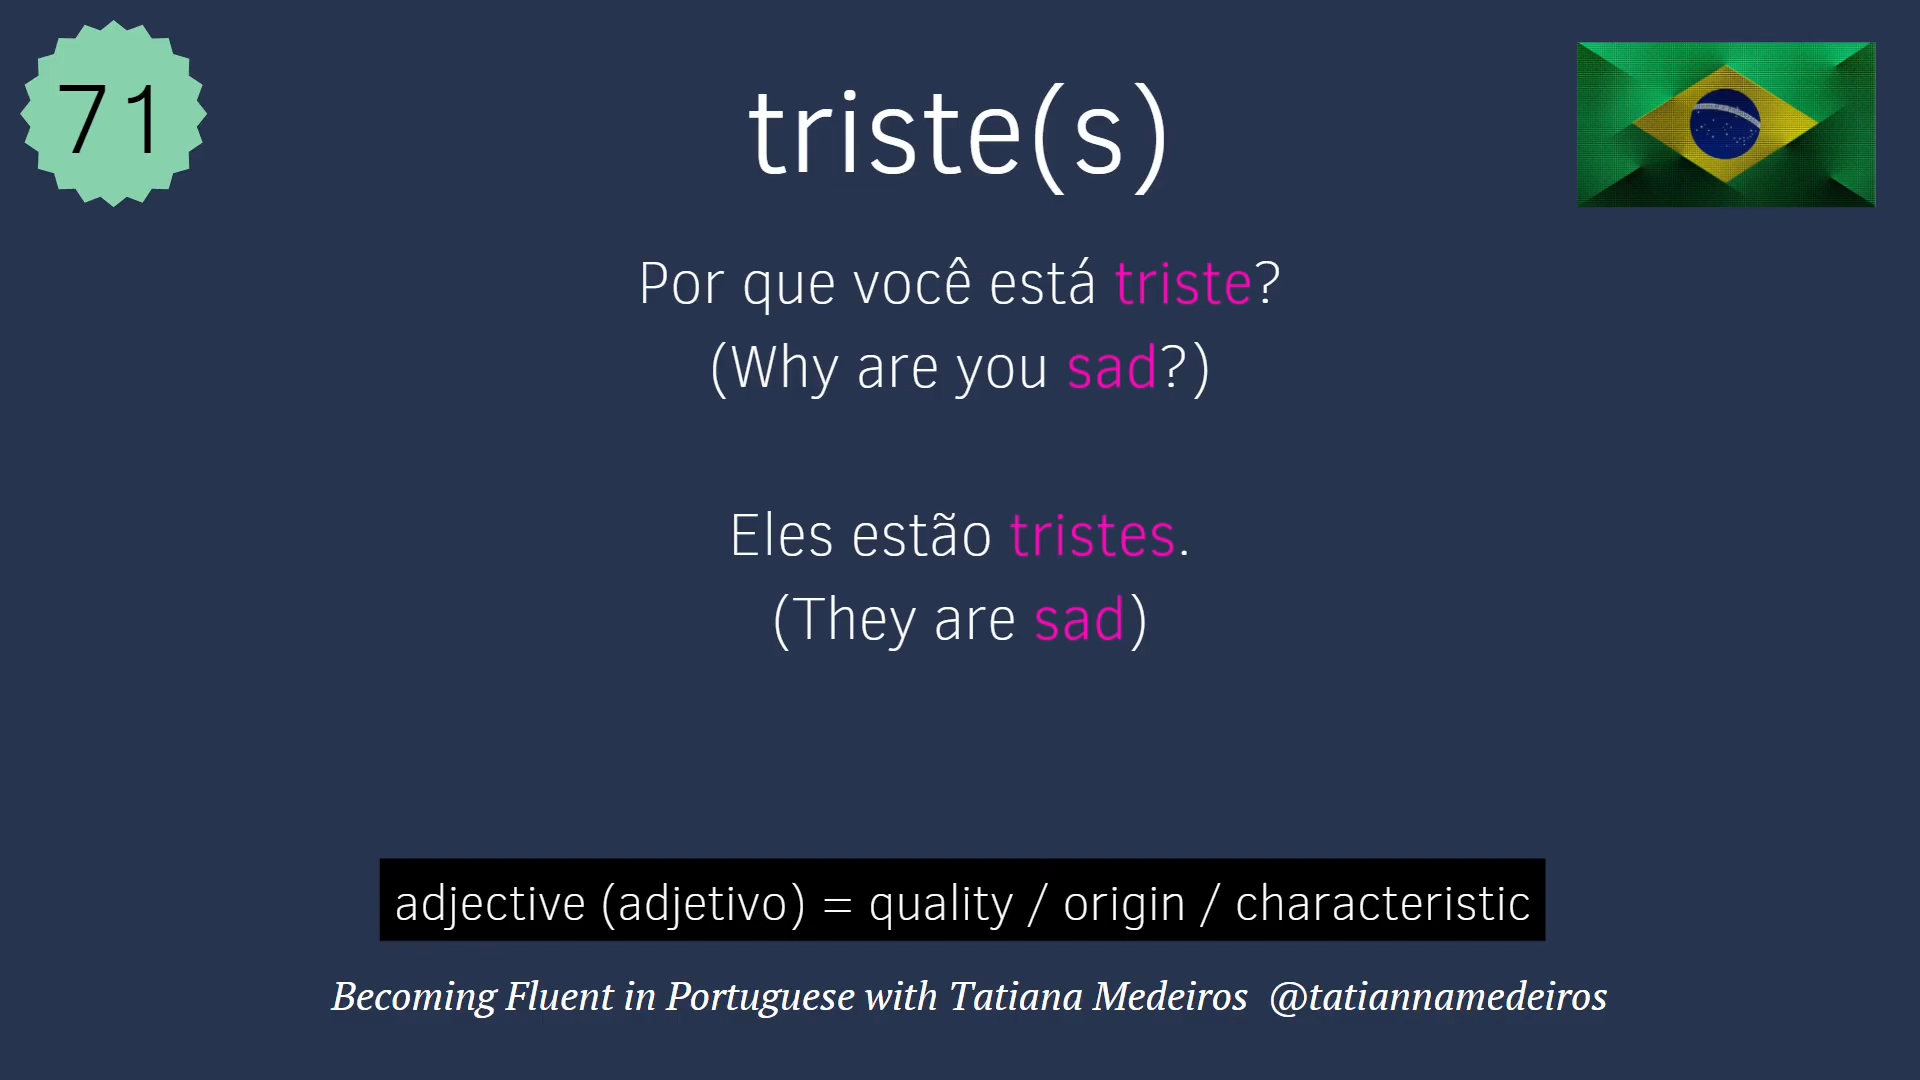 71
triste(s)
Por que você está triste?
(Why are you sad?)
Eles estão tristes.
(They are sad)
adjective (adjetivo) = quality / origin / characteristic
Becoming Fluent in Portuguese with Tatiana Medeiros @tatiannamedeiros